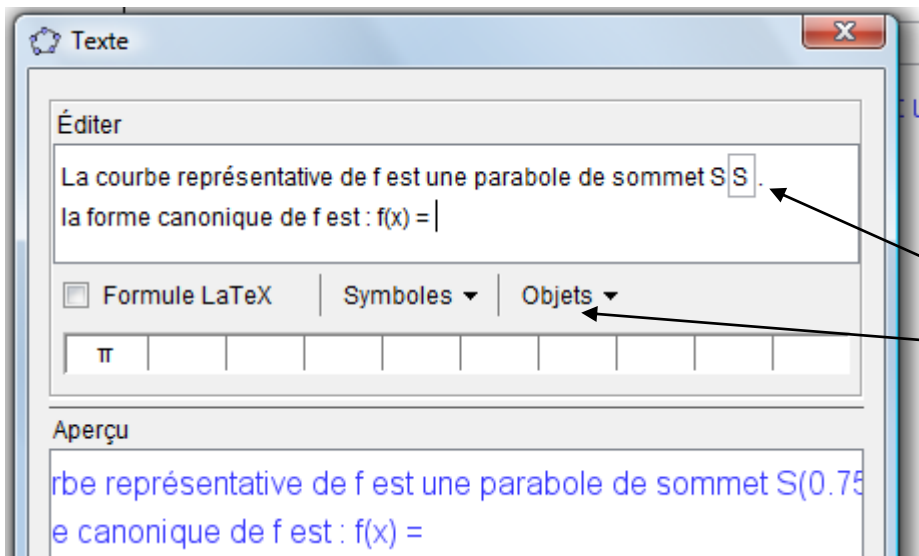 Texte
Éditer
La courbe représentative de f est une parabole de sommet S S .
la forme canonique de f est : f(x) =
Formule LaTeX Symboles Objets
π
Aperçu
rbe représentative de f est une parabole de sommet S(0.75
e canonique de f est : f(x) =